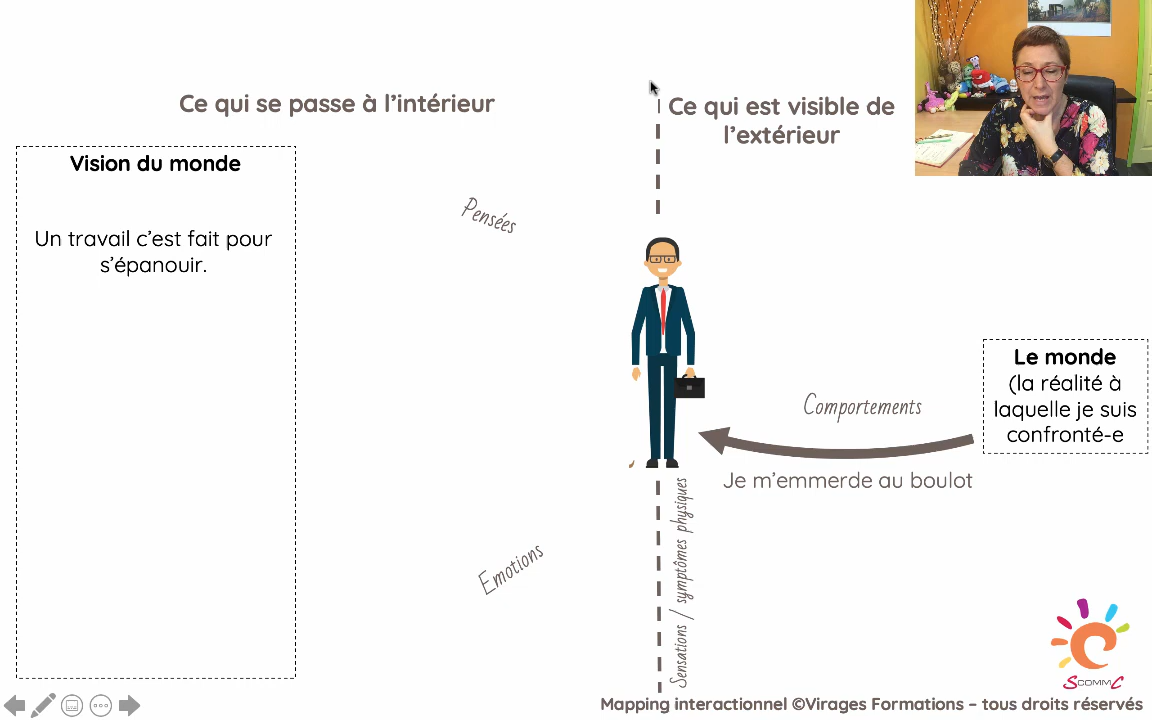 Ce qui se passe à l'intérieur
Ce qui est visible de
l'extérieur
Vision du monde
Un travail c'est fait pour
s'épanouir.
Pensées
Le monde
(la réalité à
laquelle je suis
confronté-e
Comportements
Je m'emmerde au boulot
Emotions
Sensations / symptômes physiques
SCOMMC
Mapping interactionnel ©Virages Formations – tous droits réservés